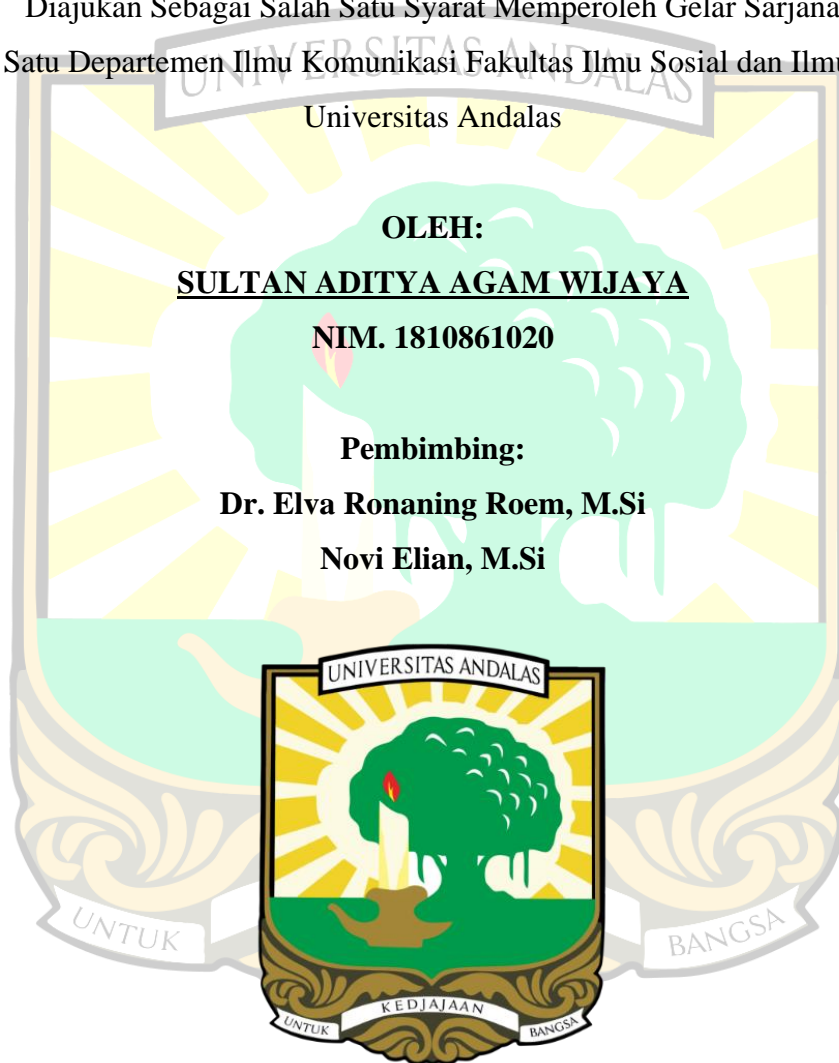 Diajukan Sebagai Salah Satu Syarat Memperoleh Gelar Sarjana
Satu Departemen Ilmu Komunikasi Fakultas Ilmu Sosial dan Ilmu
Universitas Andalas
UNIVERSITAS ANDALAS
OLEH:
SULTAN ADITYA AGAM WIJAYA
NIM. 1810861020
Pembimbing:
Dr. Elva Ronaning Roem, M.Si
Novi Elian, M.Si
UNIVERSITAS ANDALAS
UNTUK
BANGSA
UNTUK
KEDJAJAAN
BANGSA